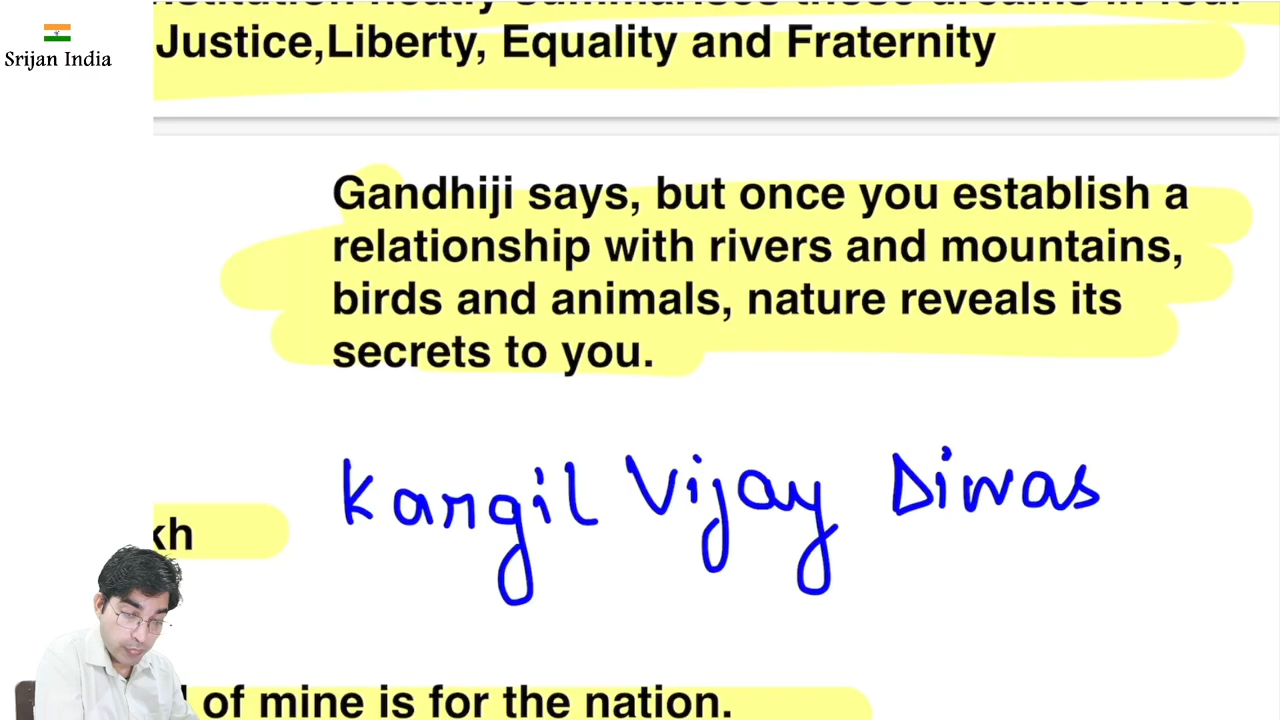 Srijan India
Justice,Liberty, Equality and Fraternity
Gandhiji says, but once you establish a
relationship with rivers and mountains,
birds and animals, nature reveals its
secrets to you.
Kargil Vijay Diwas
kh
of mine is for the nation.